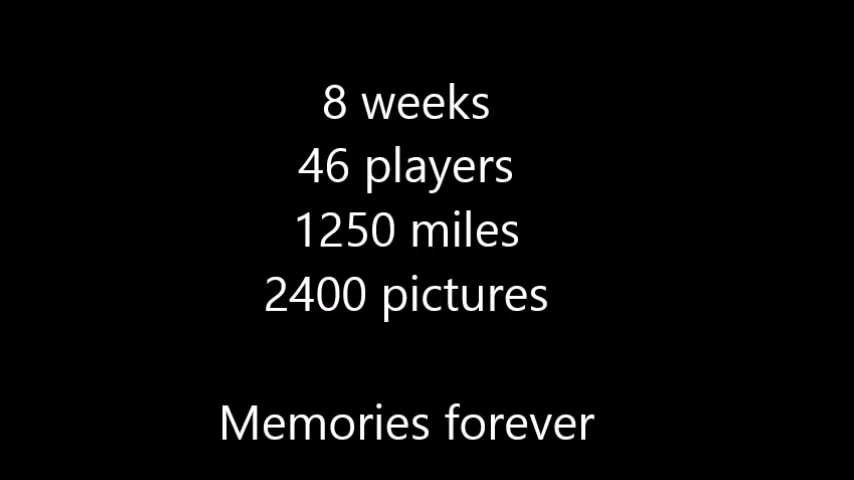 8 weeks
46 players
1250 miles
2400 pictures
Memories forever